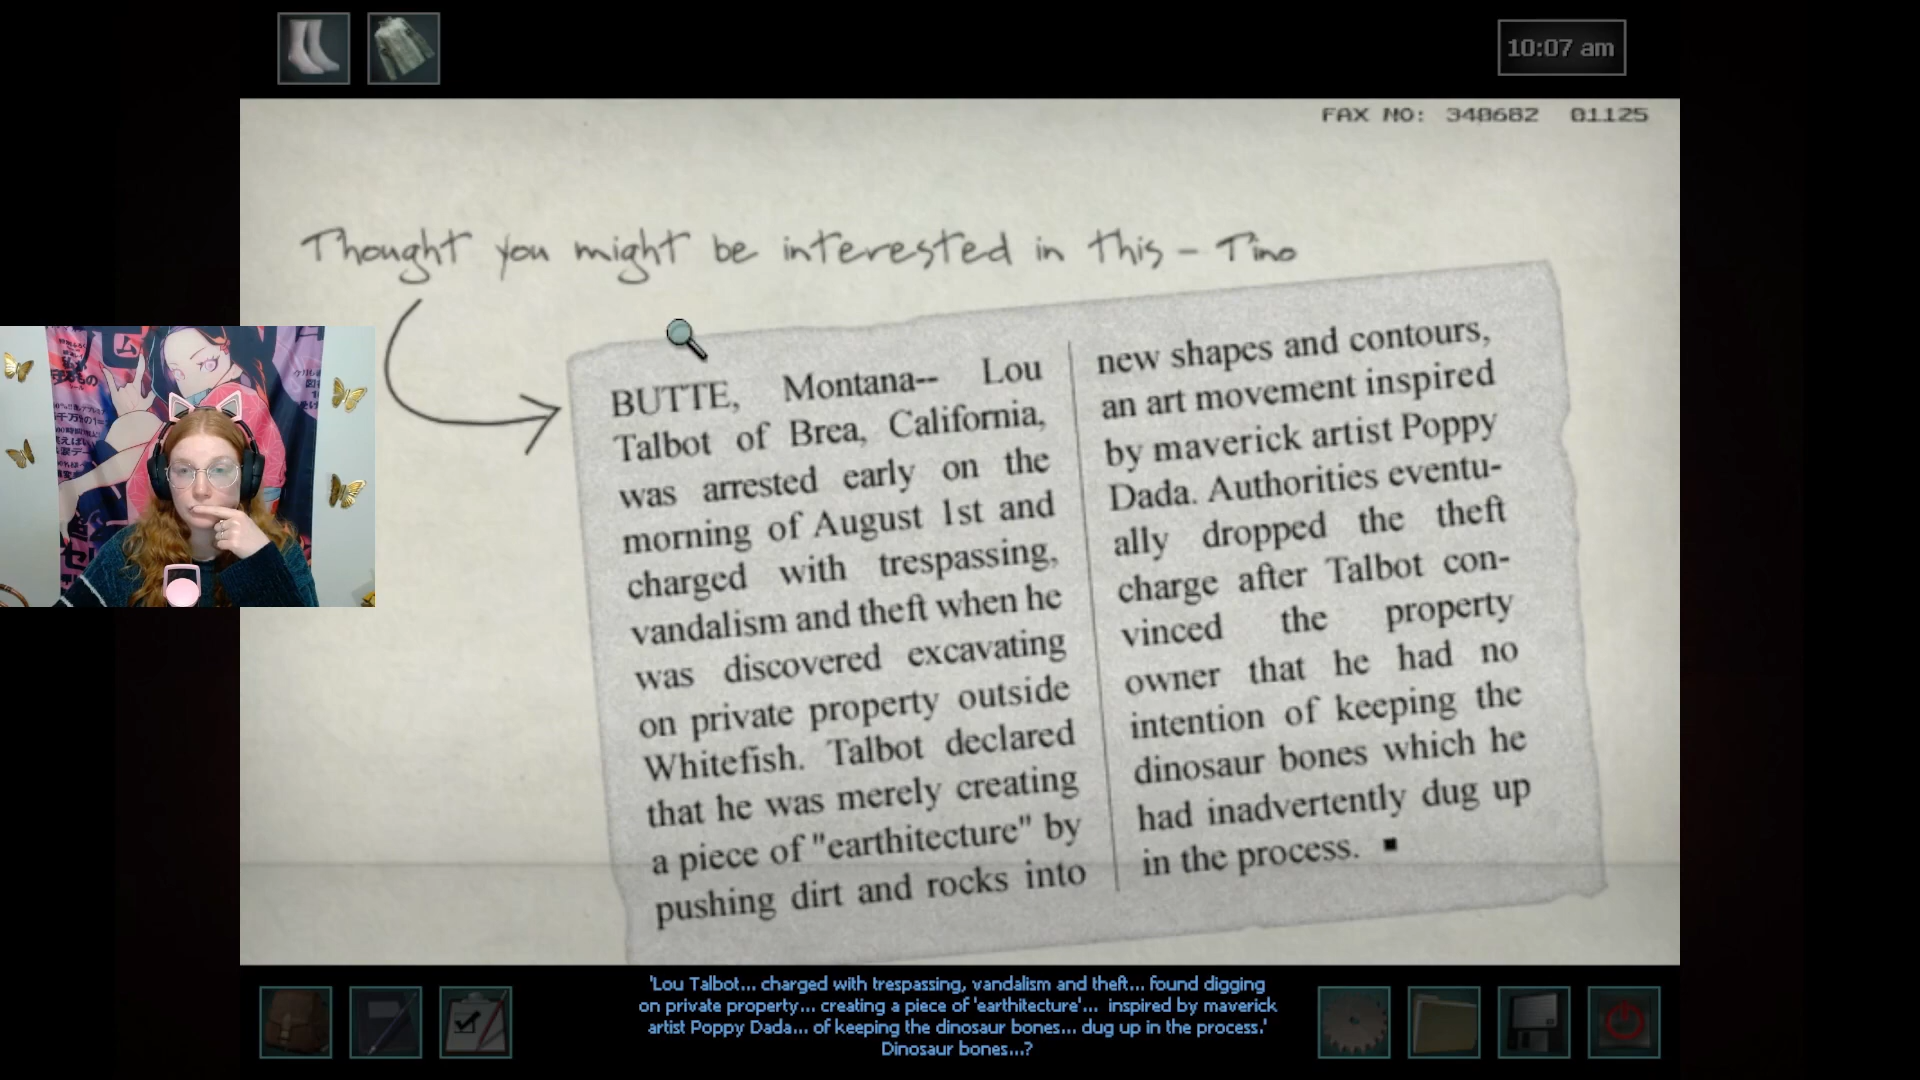 10:07 am
FAX NO: 340682 01125
Thought you might be interested in this - Tino
BUTTE, Montana-- Lou
Talbot of Brea, California,
was arrested early on the
morning of August 1st and
charged with trespassing,
vandalism and theft when he
was discovered excavating
on private property outside
Whitefish. Talbot declared
that he was merely creating
a piece of "earthitecture" by
pushing dirt and rocks into
new shapes and contours,
an art movement inspired
by maverick artist Poppy
Dada. Authorities eventu-
ally dropped the theft
charge after Talbot con-
vinced the property
owner that he had no
intention of keeping the
dinosaur bones which he
had inadvertently dug up
in the process. ■
'Lou Talbot... charged with trespassing, vandalism and theft... found digging
on private property... creating a piece of 'earthitecture'... inspired by maverick
artist Poppy Dada... of keeping the dinosaur bones... dug up in the process.'
Dinosaur bones...?